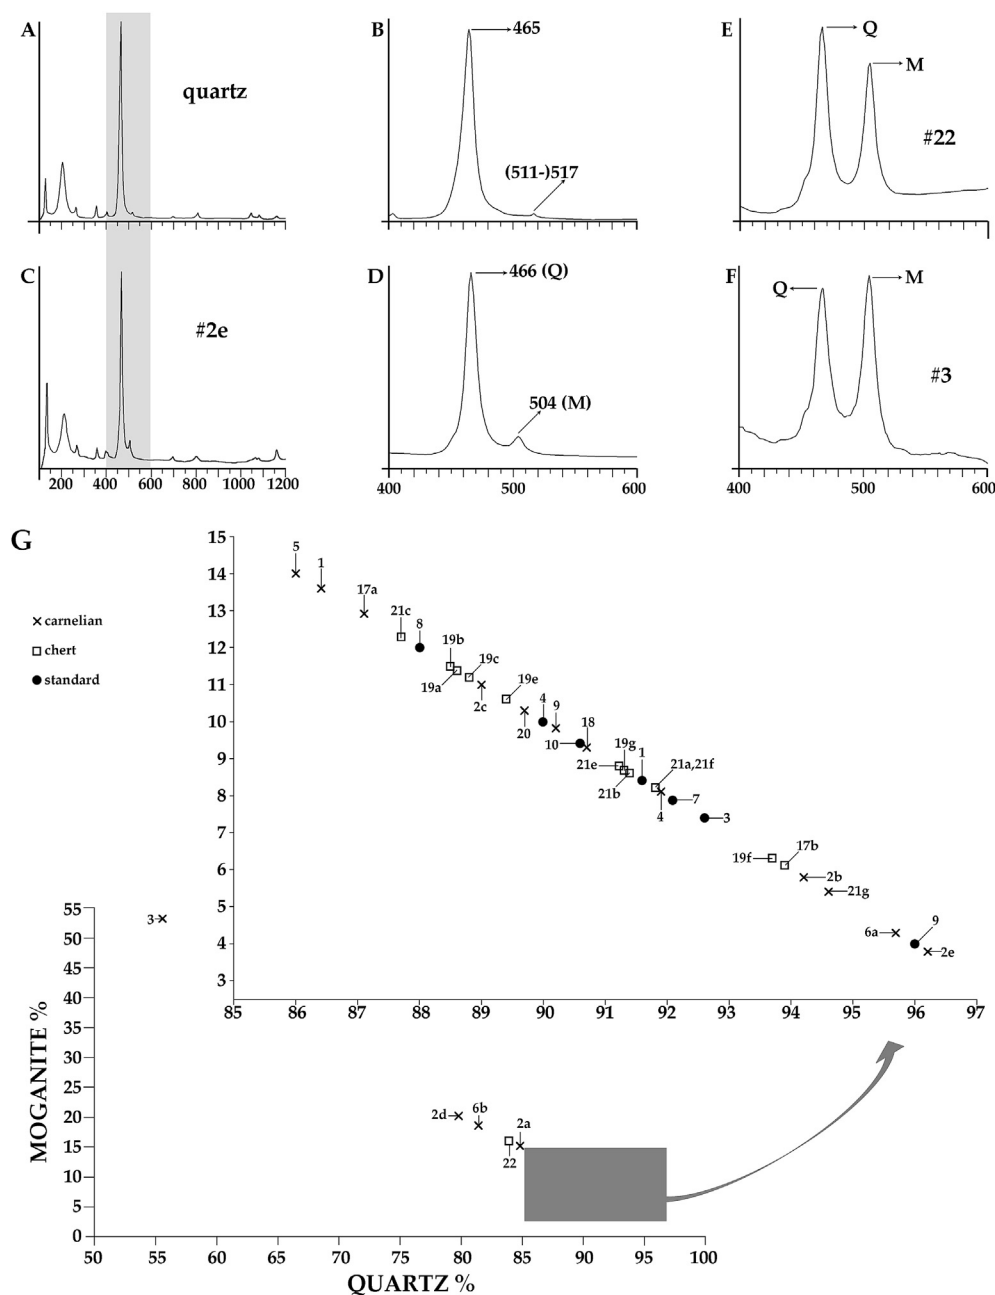 A
quartz
B
465
(511-)517
E
Q
M
#22
C
#2e
200 400 600 800 1000 1200
D
466 (Q)
504 (M)
400 500 600
F
Q
M
#3
400 500 600
G
carnelian
chert
standard
15
14
13
12
11
10
9
8
7
6
5
4
3
85 86 87 88 89 90 91 92 93 94 95 96 97
5
1
17a
21c
8
19b
19a
19c
2c
19e
20
4
9
10
18
21e
19g
21b
1
21a,21f
4
7
3
19f
17b
2b
21g
6a
9
2e
MOGANITE %
55
50
45
40
35
30
25
20
15
10
5
0
3
2d
6b
2a
22
50 55 60 65 70 75 80 85 90 95 100
QUARTZ %